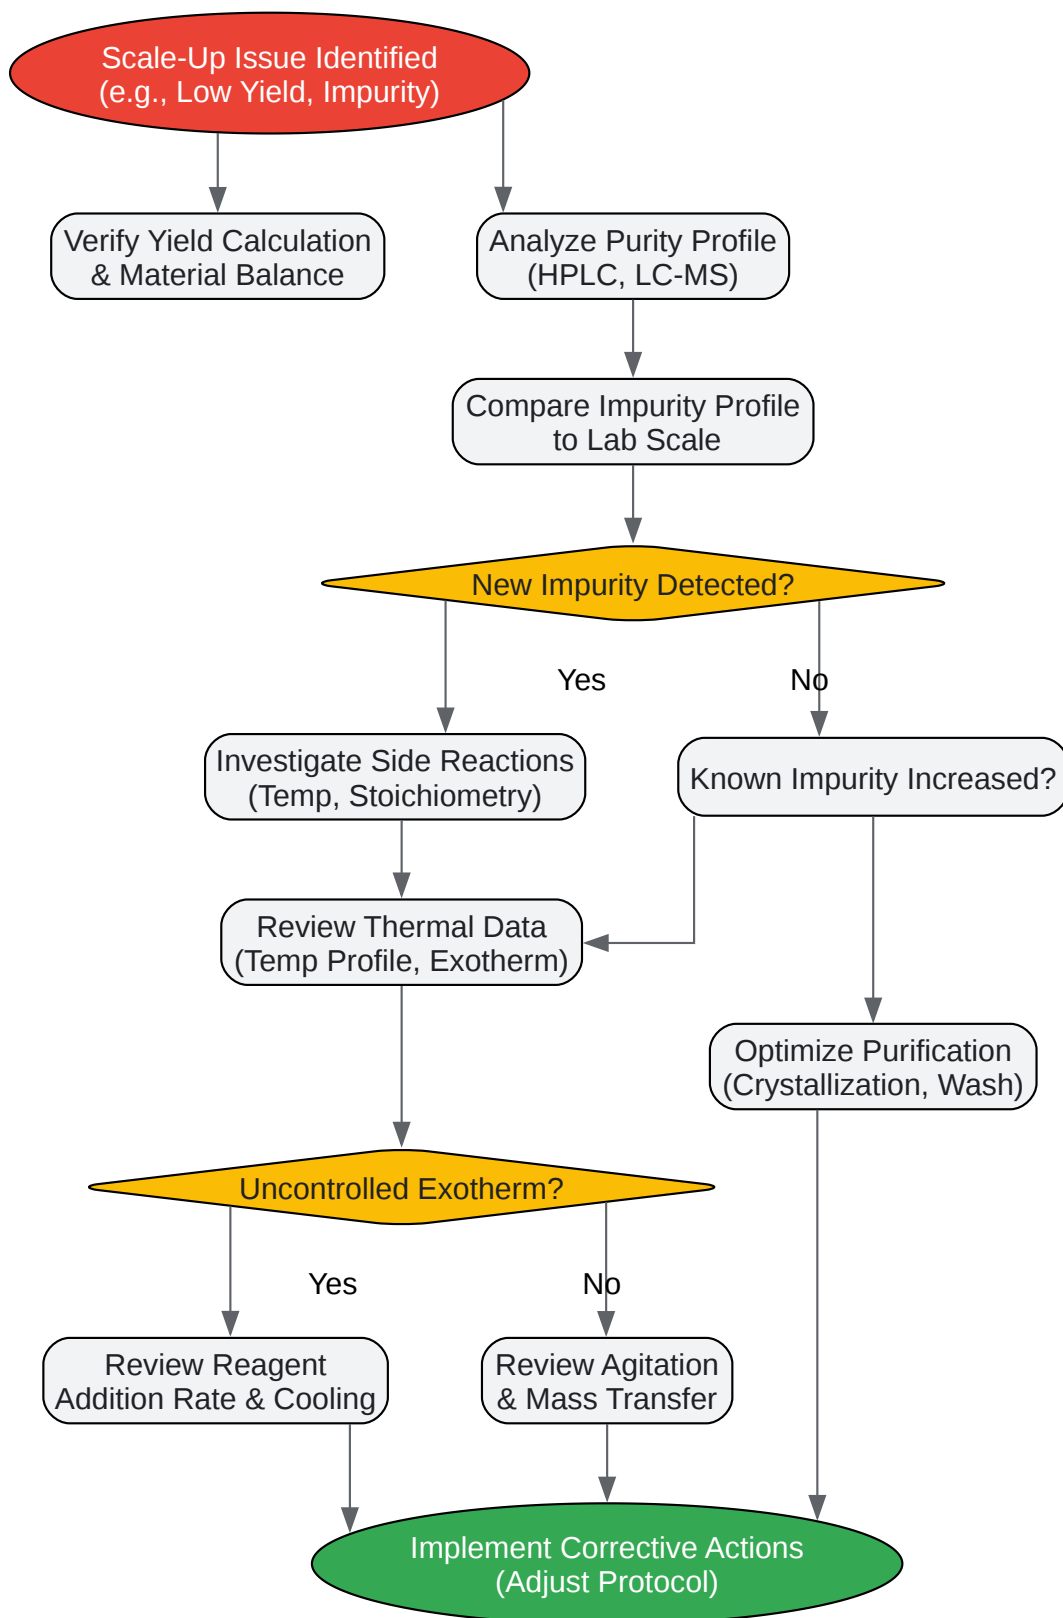 Scale-Up Issue Identified
(e.g., Low Yield, Impurity)
Verify Yield Calculation
& Material Balance
Analyze Purity Profile
(HPLC, LC-MS)
Compare Impurity Profile
to Lab Scale
New Impurity Detected?
Yes
No
Investigate Side Reactions
(Temp, Stoichiometry)
Known Impurity Increased?
Review Thermal Data
(Temp Profile, Exotherm)
Optimize Purification
(Crystallization, Wash)
Uncontrolled Exotherm?
Yes
No
Review Reagent
Addition Rate & Cooling
Review Agitation
& Mass Transfer
Implement Corrective Actions
(Adjust Protocol)